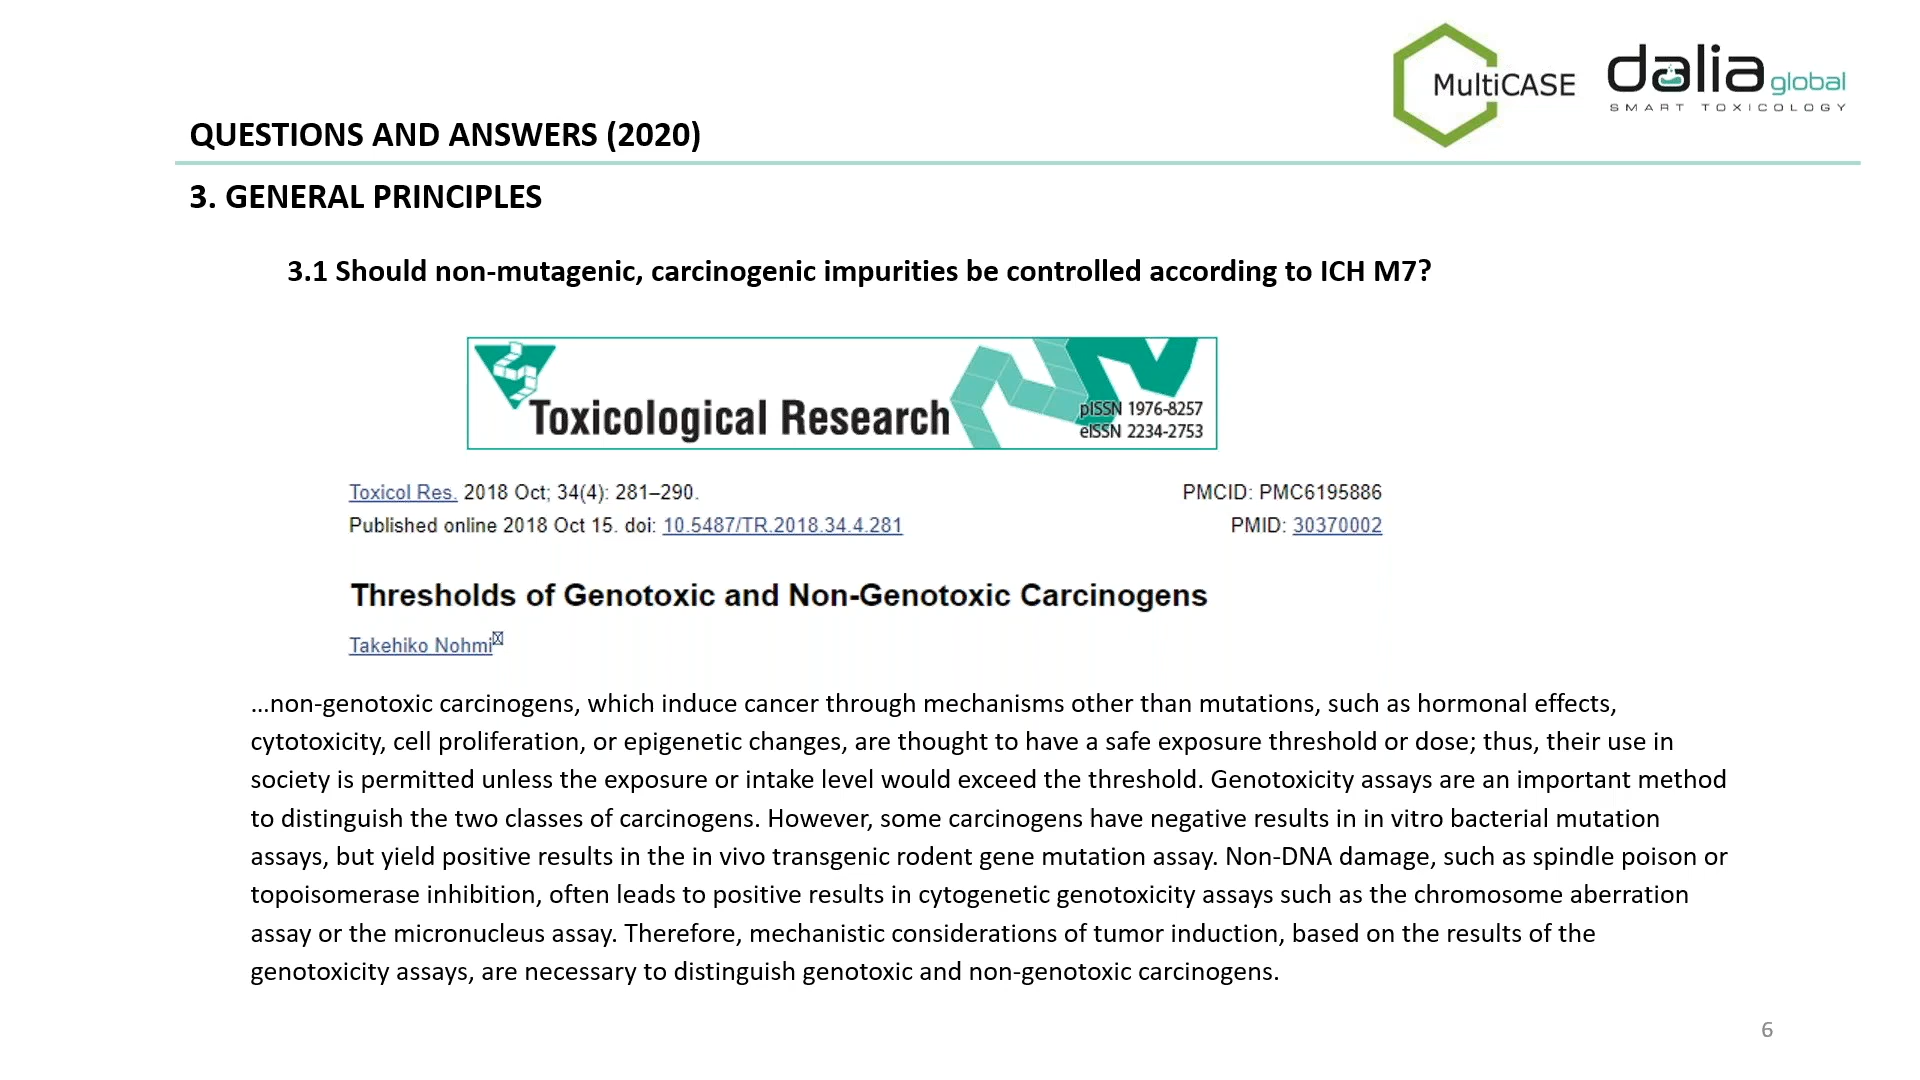 MultiCASE
dalia global
SMART TOXICOLOGY
QUESTIONS AND ANSWERS (2020)
3. GENERAL PRINCIPLES
3.1 Should non-mutagenic, carcinogenic impurities be controlled according to ICH M7?
Toxicological Research
pISSN 1976-8257
eISSN 2234-2753
Toxicol Res. 2018 Oct; 34(4): 281–290.
PMCID: PMC6195886
Published online 2018 Oct 15. doi: 10.5487/TR.2018.34.4.281
PMID: 30370002
Thresholds of Genotoxic and Non-Genotoxic Carcinogens
Takehiko Nohmi
…non-genotoxic carcinogens, which induce cancer through mechanisms other than mutations, such as hormonal effects,
cytotoxicity, cell proliferation, or epigenetic changes, are thought to have a safe exposure threshold or dose; thus, their use in
society is permitted unless the exposure or intake level would exceed the threshold. Genotoxicity assays are an important method
to distinguish the two classes of carcinogens. However, some carcinogens have negative results in in vitro bacterial mutation
assays, but yield positive results in the in vivo transgenic rodent gene mutation assay. Non-DNA damage, such as spindle poison or
topoisomerase inhibition, often leads to positive results in cytogenetic genotoxicity assays such as the chromosome aberration
assay or the micronucleus assay. Therefore, mechanistic considerations of tumor induction, based on the results of the
genotoxicity assays, are necessary to distinguish genotoxic and non-genotoxic carcinogens.
6